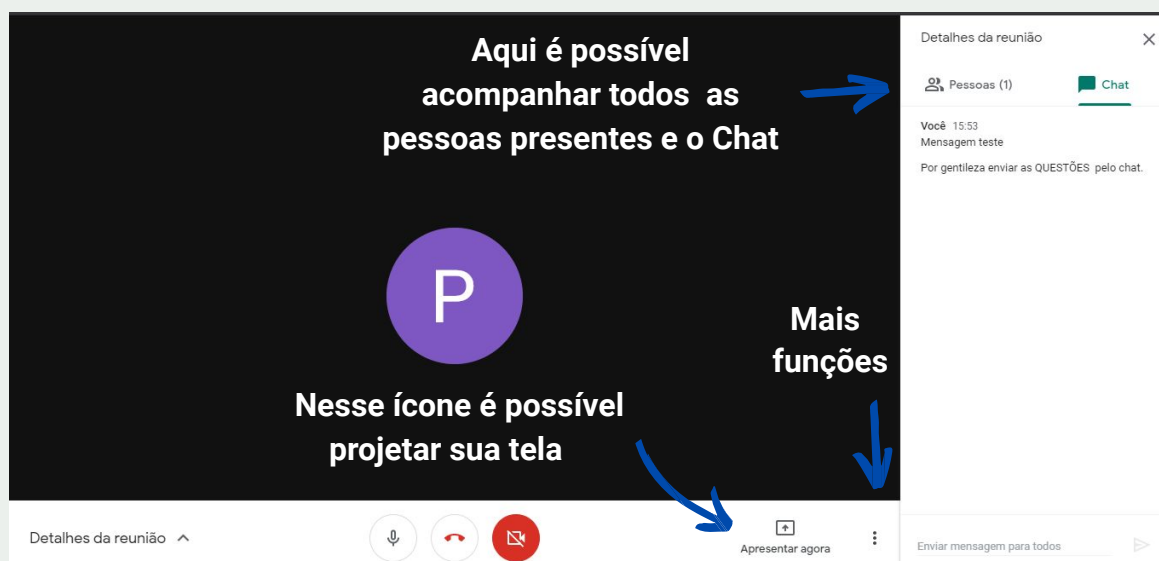 Aqui é possível
acompanhar todos as
pessoas presentes e o Chat
Detalhes da reunião
Pessoas (1)
Chat
Você 15:53
Mensagem teste
Por gentileza enviar as QUESTÕES pelo chat.
P
Mais
funções
Nesse ícone é possível
projetar sua tela
Detalhes da reunião
Apresentar agora
Enviar mensagem para todos